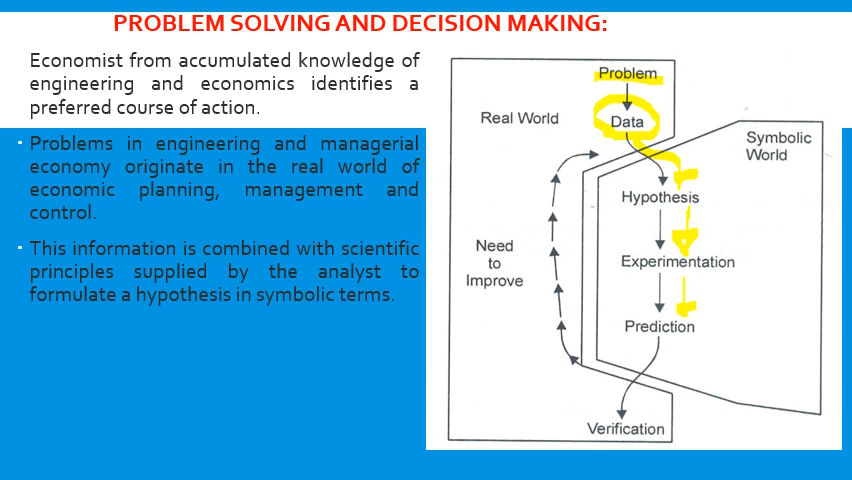 PROBLEM SOLVING AND DECISION MAKING:
Economist from accumulated knowledge of
engineering and economics identifies a
preferred course of action.
▪ Problems in engineering and managerial
economy originate in the real world of
economic planning, management and
control.
▪ This information is combined with scientific
principles supplied by the analyst to
formulate a hypothesis in symbolic terms.
Problem
Real World
Data
Symbolic
World
Hypothesis
Need
to
Improve
Experimentation
Prediction
Verification